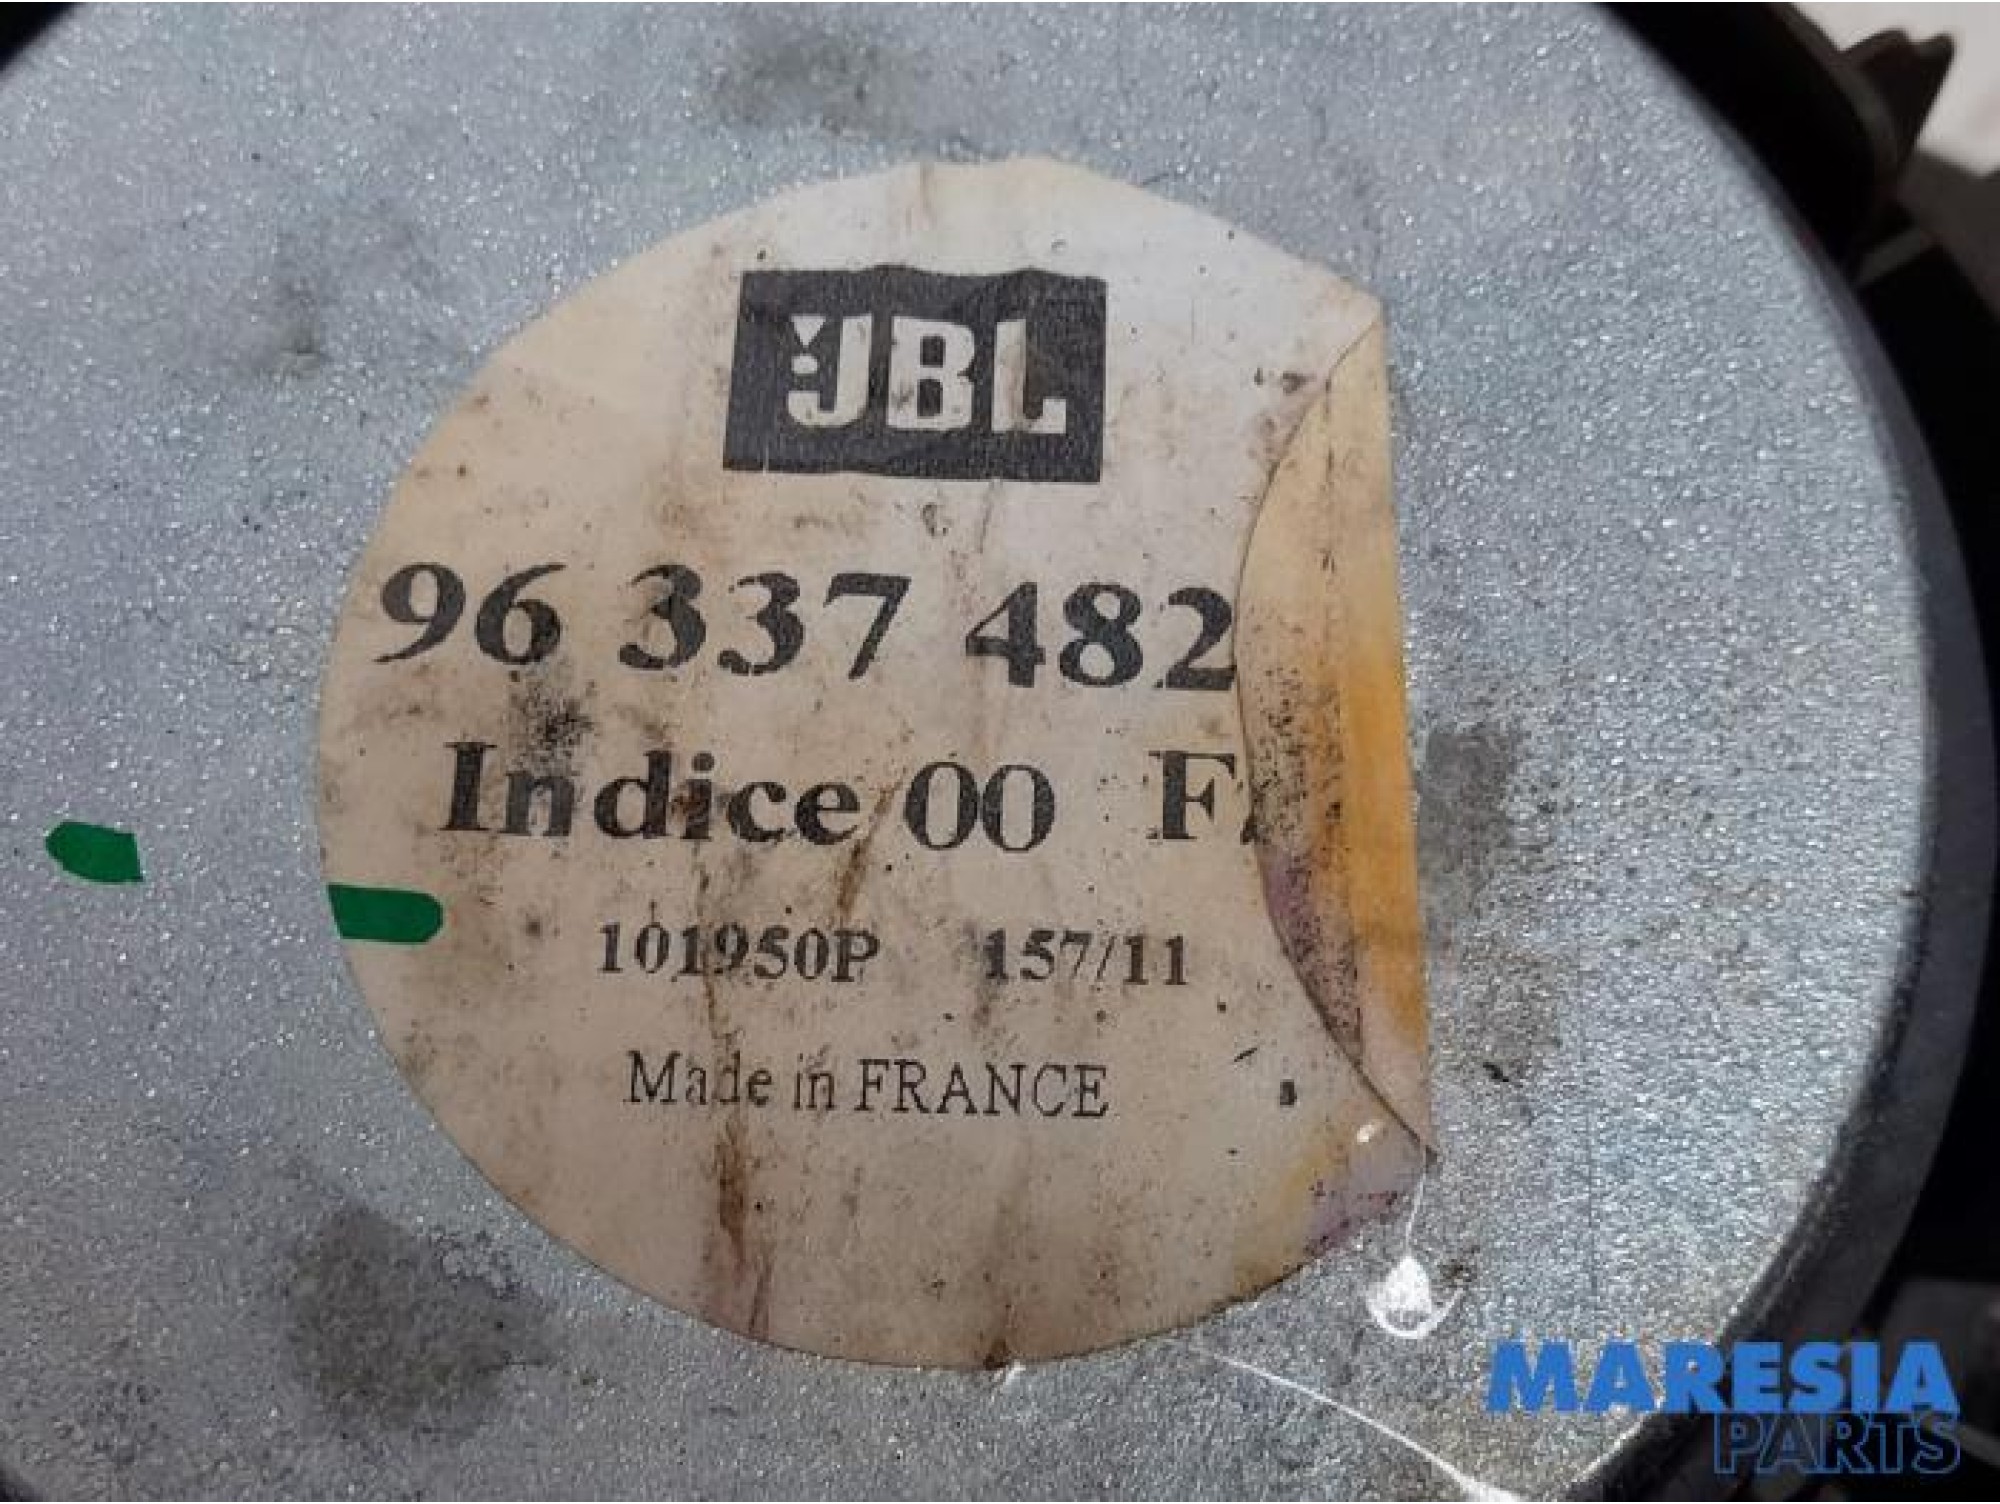 JBL
96 337 482
Indice 00 F
101950P 157/11
Made in FRANCE
MARESIA
PARTS